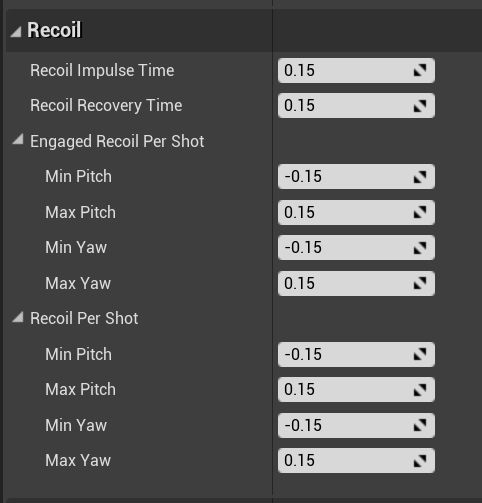 Recoil
Recoil Impulse Time 0.15
Recoil Recovery Time 0.15
Engaged Recoil Per Shot
Min Pitch -0.15
Max Pitch 0.15
Min Yaw -0.15
Max Yaw 0.15
Recoil Per Shot
Min Pitch -0.15
Max Pitch 0.15
Min Yaw -0.15
Max Yaw 0.15